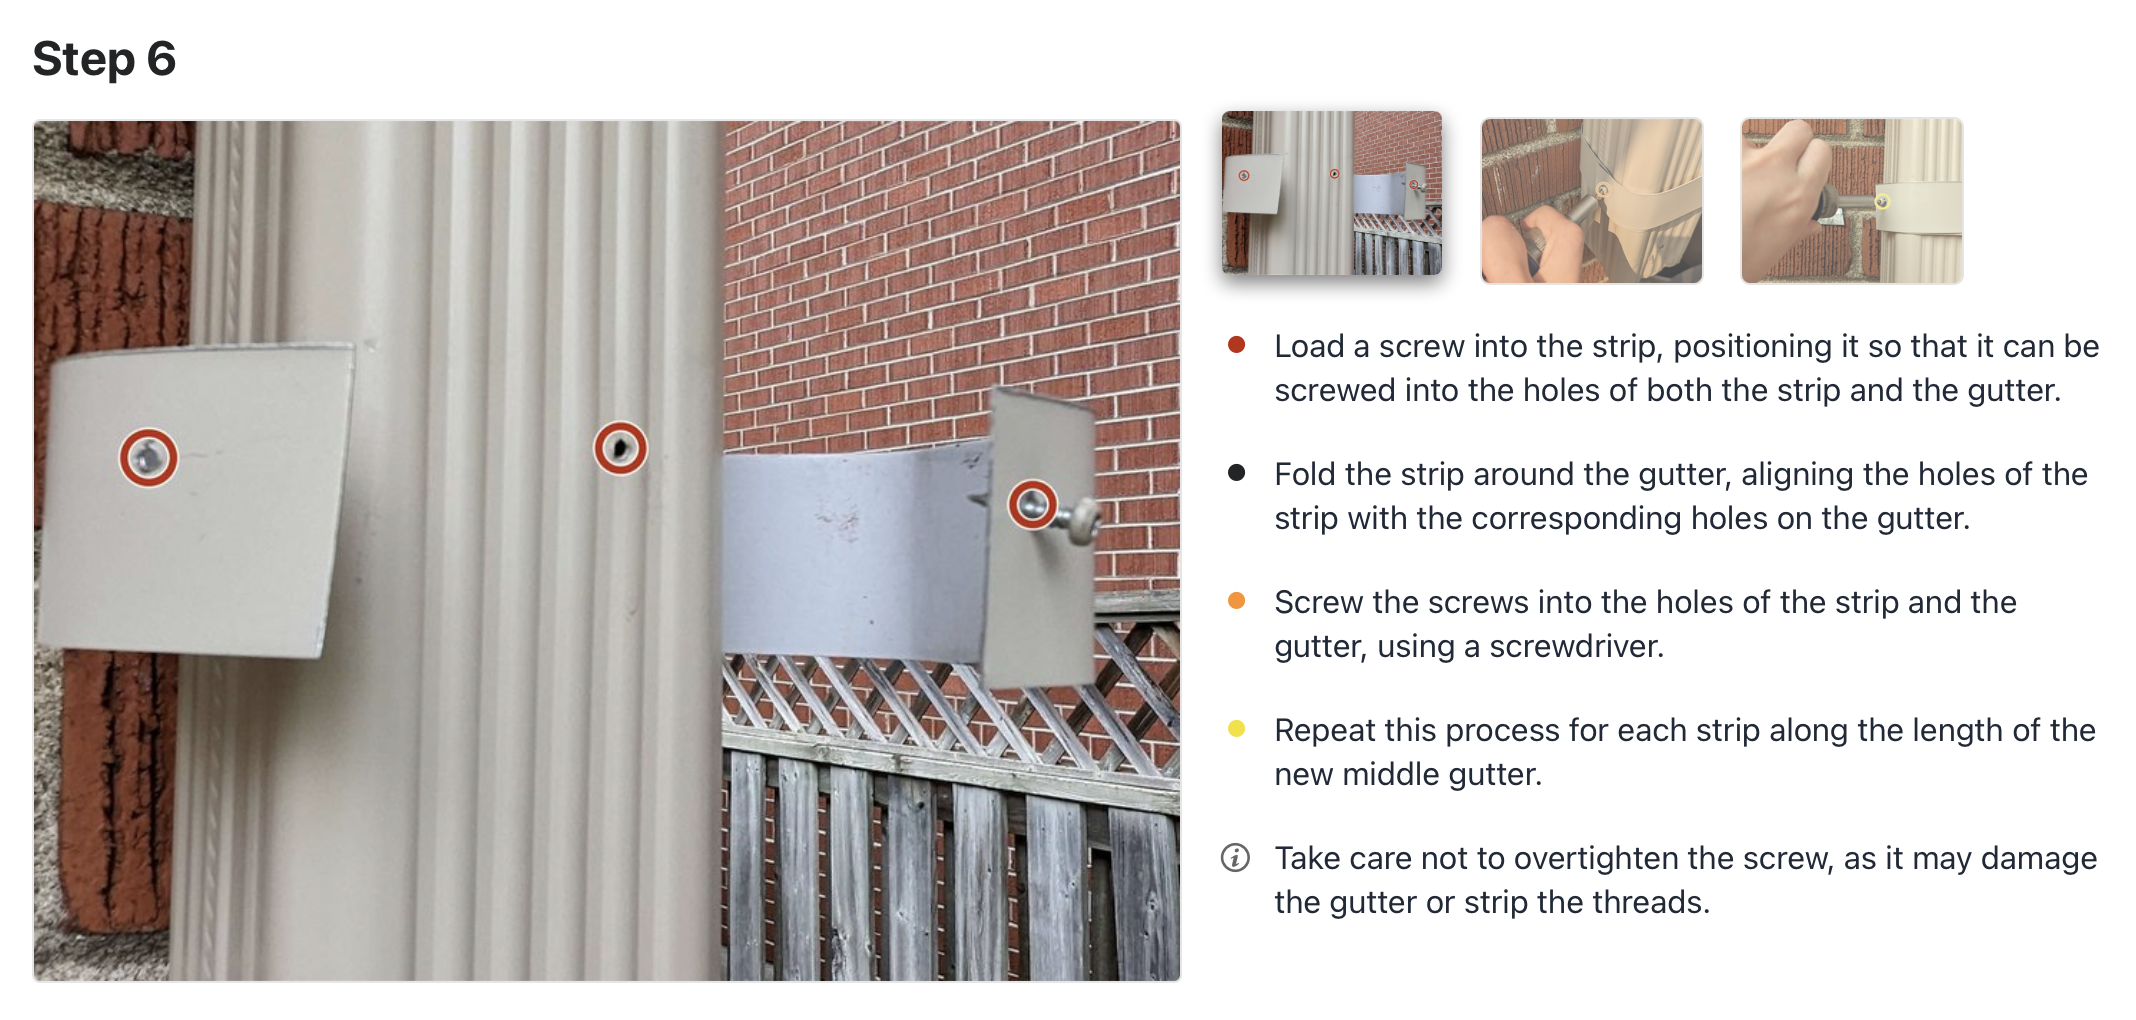 Step 6
Load a screw into the strip, positioning it so that it can be
screwed into the holes of both the strip and the gutter.
Fold the strip around the gutter, aligning the holes of the
strip with the corresponding holes on the gutter.
Screw the screws into the holes of the strip and the
gutter, using a screwdriver.
Repeat this process for each strip along the length of the
new middle gutter.
Take care not to overtighten the screw, as it may damage
the gutter or strip the threads.